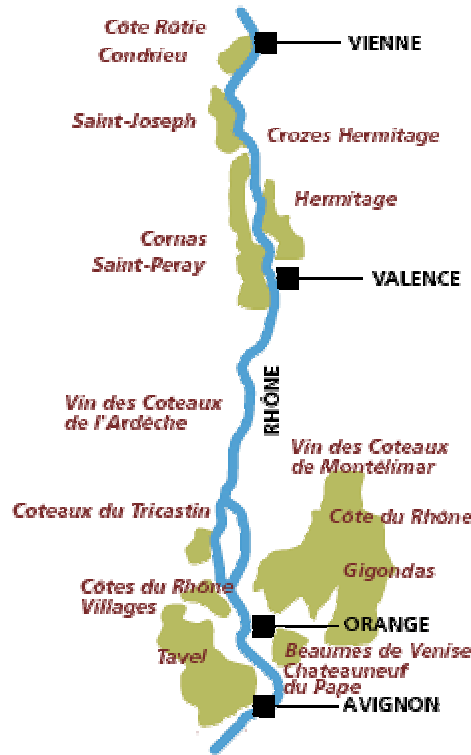 Côte Rôtie
Condrieu
VIENNE
Saint-Joseph
Crozes Hermitage
Hermitage
Cornas
Saint-Peray
VALENCE
RHÔNE
Vin des Coteaux
de l'Ardèche
Vin des Coteaux
de Montélimar
Coteaux du Tricastin
Côte du Rhône
Gigondas
Côtes du Rhône
Villages
ORANGE
Tavel
Beaumes de Venise
Chateauneuf
du Pape
AVIGNON